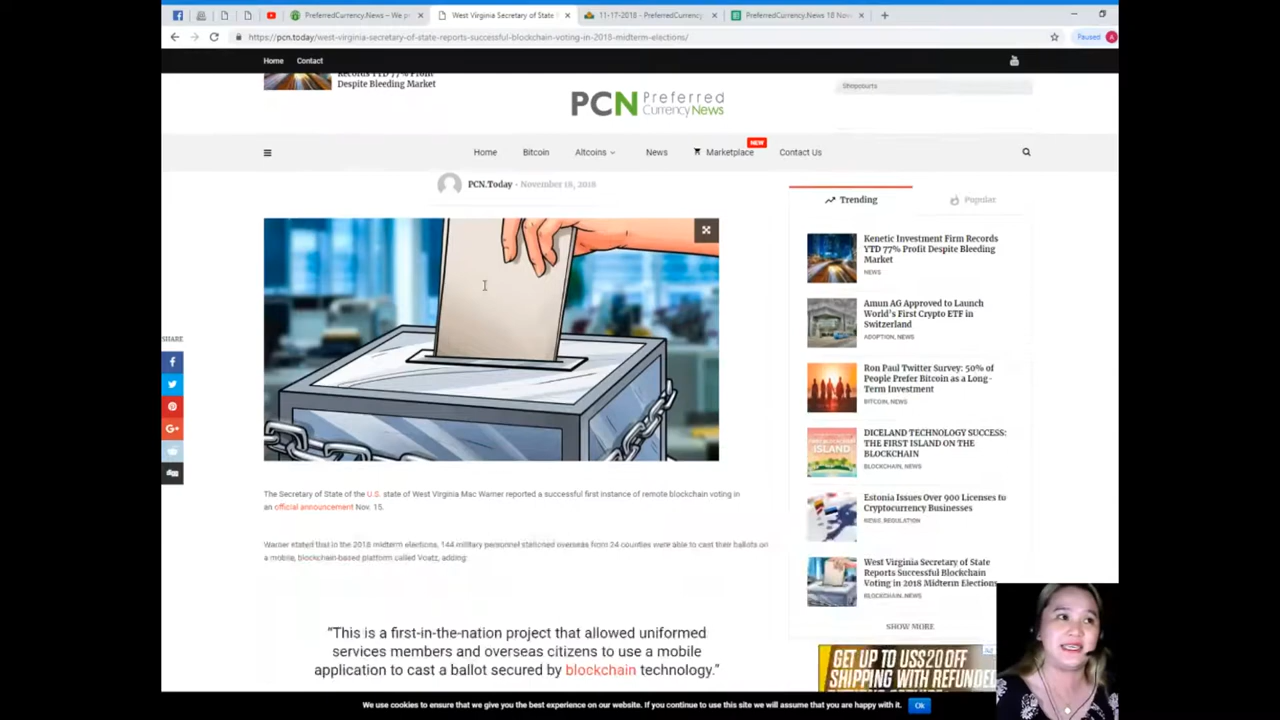 PreferredCurrency.News – We p
West Virginia Secretary of State
11-17-2018 - PreferredCurrency
PreferredCurrency.News 18 Nov
https://pcn.today/west-virginia-secretary-of-state-reports-successful-blockchain-voting-in-2018-midterm-elections/
Paused
A
Home Contact
Records YTD 77% Profit
Despite Bleeding Market
PCN Preferred
Currency News
Home Bitcoin Altcoins News Marketplace NEW Contact Us
PCN.Today - November 18, 2018
SHARE
The Secretary of State of the U.S. state of West Virginia Mac Warner reported a successful first instance of remote blockchain voting in
an official announcement Nov. 15.
Warner stated that in the 2018 midterm elections, 144 military personnel stationed overseas from 24 counties were able to cast their ballots on
a mobile, blockchain-based platform called Voatz, adding:
“This is a first-in-the-nation project that allowed uniformed
services members and overseas citizens to use a mobile
application to cast a ballot secured by blockchain technology.”
Trending Popular
Kenetic Investment Firm Records
YTD 77% Profit Despite Bleeding
Market
NEWS
Amun AG Approved to Launch
World's First Crypto ETF in
Switzerland
ADOPTION, NEWS
Ron Paul Twitter Survey: 50% of
People Prefer Bitcoin as a Long-
Term Investment
BITCOIN, NEWS
DICELAND TECHNOLOGY SUCCESS:
THE FIRST ISLAND ON THE
BLOCKCHAIN
BLOCKCHAIN, NEWS
Estonia Issues Over 900 Licenses to
Cryptocurrency Businesses
NEWS, REGULATION
West Virginia Secretary of State
Reports Successful Blockchain
Voting in 2018 Midterm Elections
BLOCKCHAIN, NEWS
SHOW MORE
GET UP TO US$20 OFF
SHIPPING WITH REFUNDED
We use cookies to ensure that we give you the best experience on our website. If you continue to use this site we will assume that you are happy with it. Ok